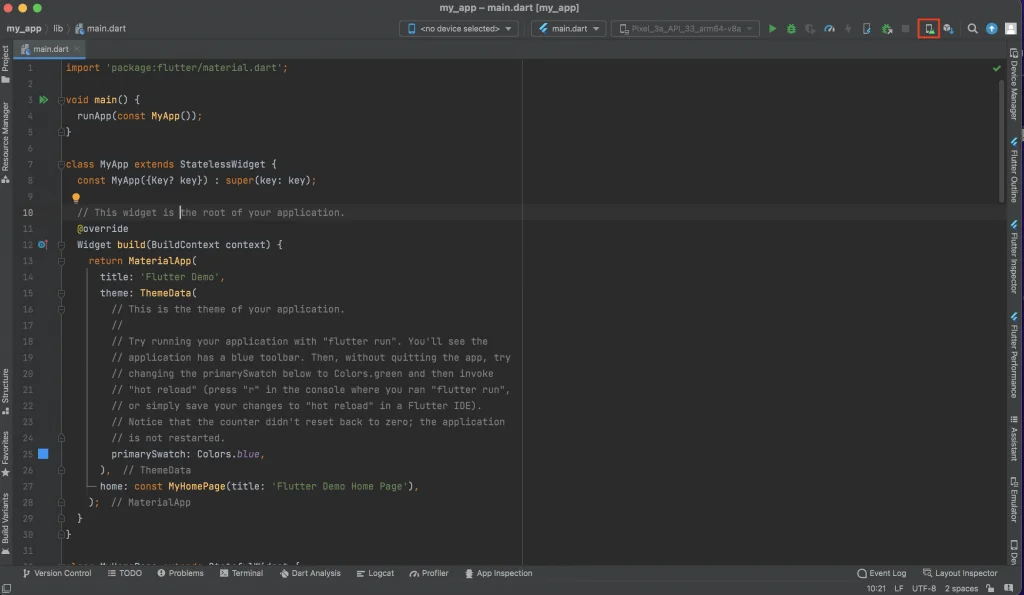 my_app – main.dart [my_app]
my_app lib main.dart
<no device selected> main.dart Pixel_3a_API_33_arm64-v8a
main.dart
1 import 'package:flutter/material.dart';
2
3 void main() {
4 runApp(const MyApp());
5 }
6
7 class MyApp extends StatelessWidget {
8 const MyApp({Key? key}) : super(key: key);
9
10 // This widget is the root of your application.
11 @override
12 Widget build(BuildContext context) {
13 return MaterialApp(
14 title: 'Flutter Demo',
15 theme: ThemeData(
16 // This is the theme of your application.
17 //
18 // Try running your application with "flutter run". You'll see the
19 // application has a blue toolbar. Then, without quitting the app, try
20 // changing the primarySwatch below to Colors.green and then invoke
21 // "hot reload" (press "r" in the console where you ran "flutter run",
22 // or simply save your changes to "hot reload" in a Flutter IDE).
23 // Notice that the counter didn't reset back to zero; the application
24 // is not restarted.
25 primarySwatch: Colors.blue,
26 ), // ThemeData
27 home: const MyHomePage(title: 'Flutter Demo Home Page'),
28 ); // MaterialApp
29 }
30 }
31
Project
Resource Manager
Structure
Favorites
Build Variants
Device Manager
Flutter Outline
Flutter Inspector
Flutter Performance
Assistant
Emulator
Version Control TODO Problems Terminal Dart Analysis Logcat Profiler App Inspection Event Log Layout Inspector
10:21 LF UTF-8 2 spaces